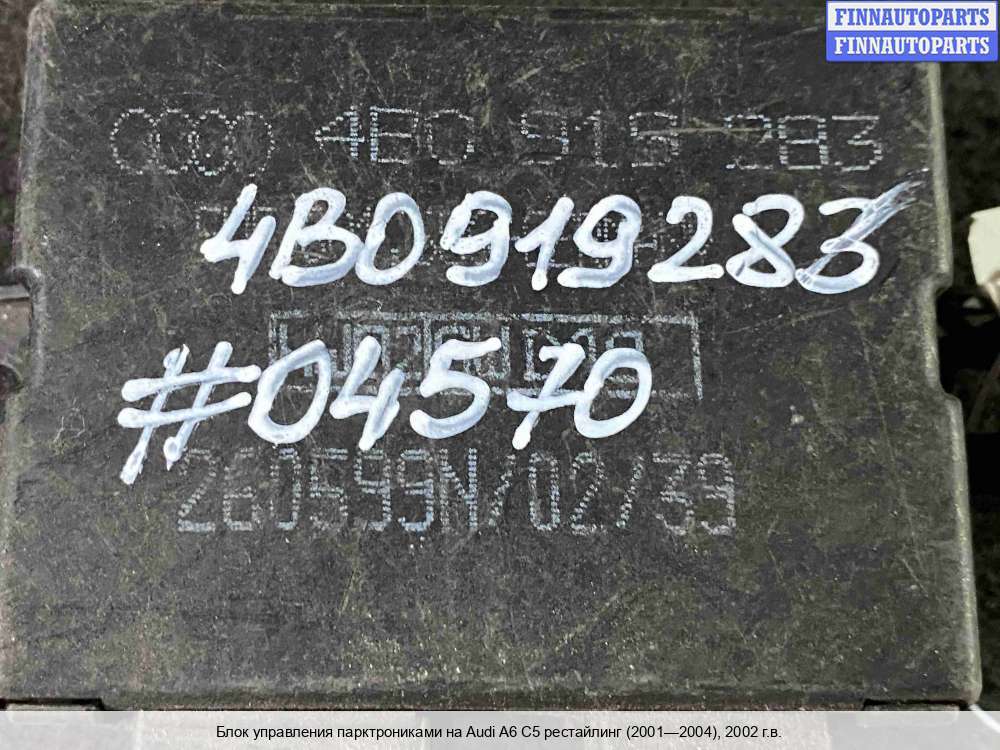 FINNAUTOPARTS
FINNAUTOPARTS
4B0 919 283
4B0919283
#04570
260599N/02/39
Блок управления парктрониками на Audi A6 C5 рестайлинг (2001—2004), 2002 г.в.